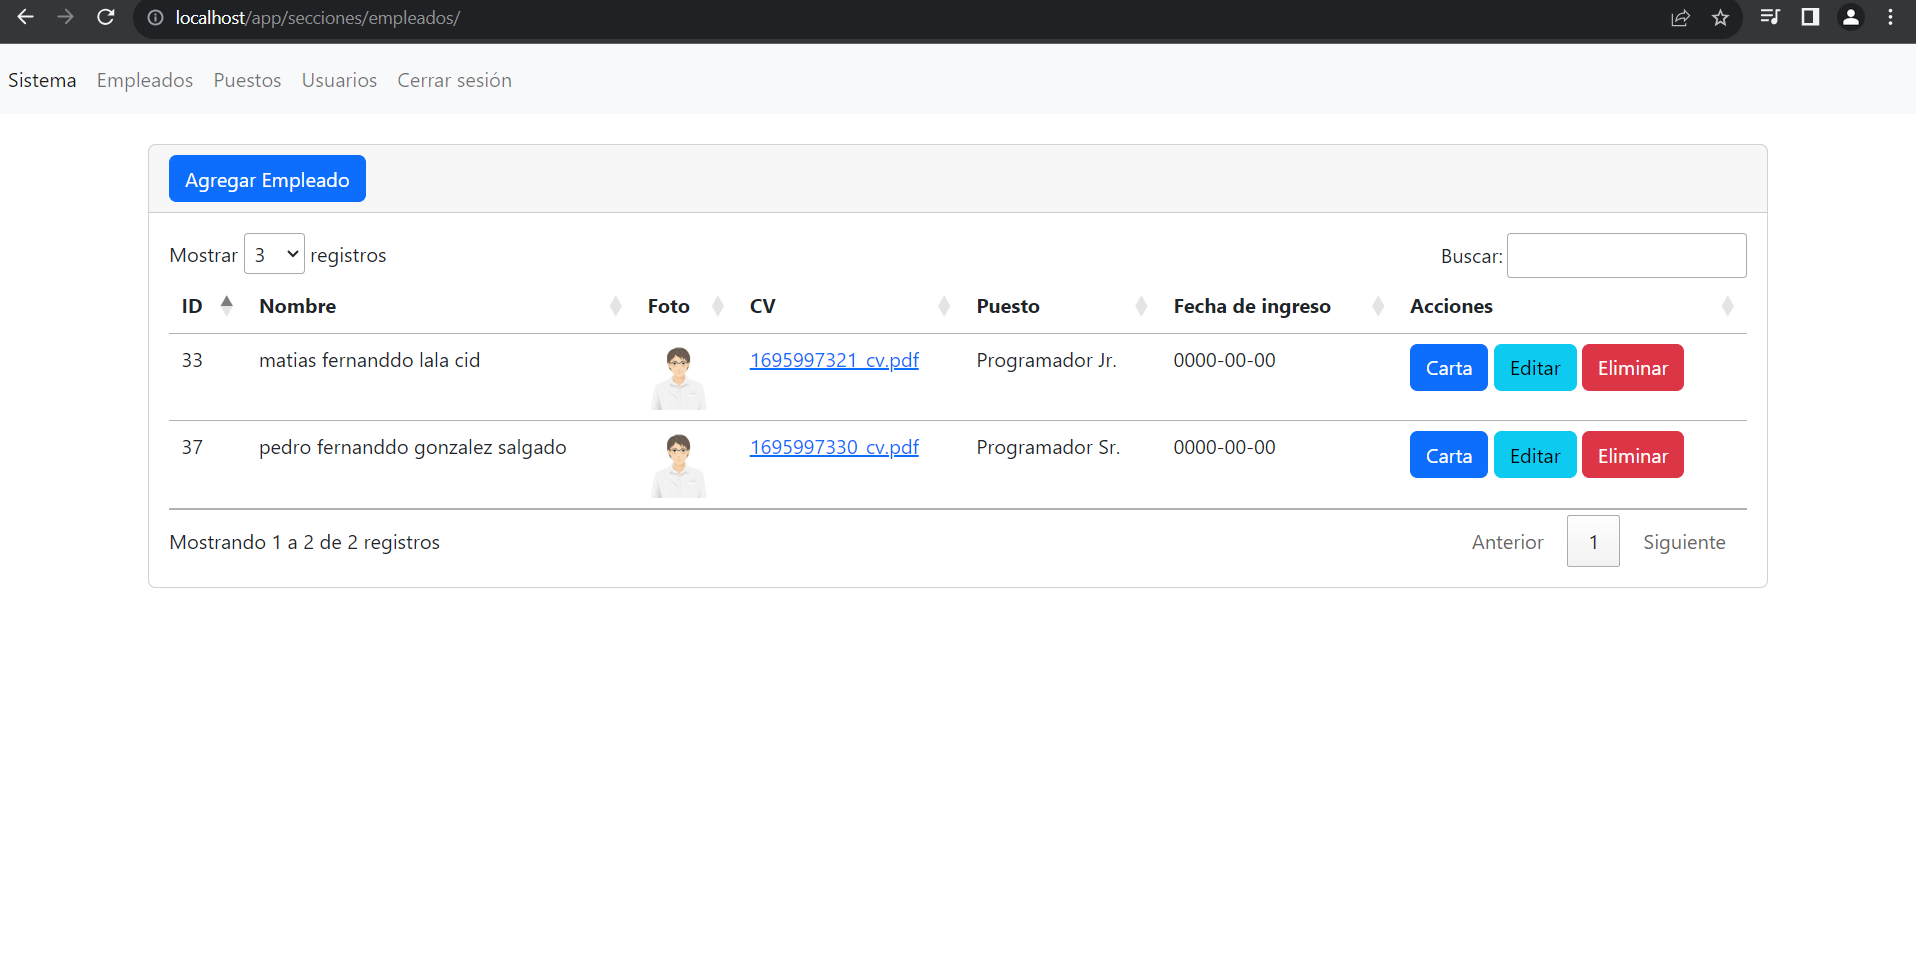 localhost/app/secciones/empleados/
Sistema Empleados Puestos Usuarios Cerrar sesión
Agregar Empleado
Mostrar 3 registros Buscar:
ID Nombre Foto CV Puesto Fecha de ingreso Acciones
33 matias fernanddo lala cid 1695997321_cv.pdf Programador Jr. 0000-00-00 Carta Editar Eliminar
37 pedro fernanddo gonzalez salgado 1695997330_cv.pdf Programador Sr. 0000-00-00 Carta Editar Eliminar
Mostrando 1 a 2 de 2 registros Anterior 1 Siguiente